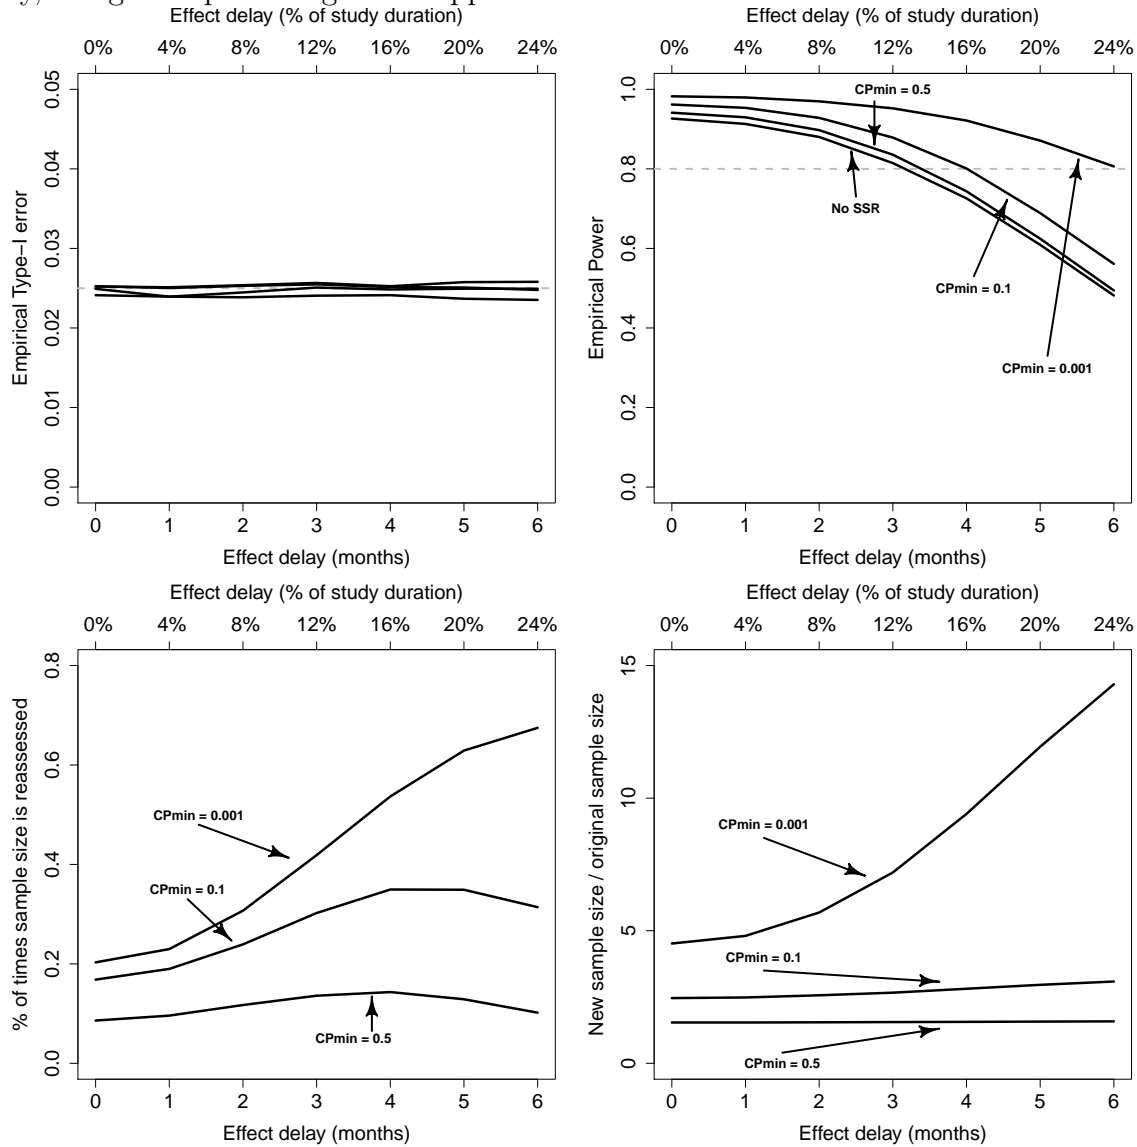 Effect delay (% of study duration)
0% 4% 8% 12% 16% 20% 24%
Empirical Type−I error
0.00 0.01 0.02 0.03 0.04 0.05
0 1 2 3 4 5 6
Effect delay (months)
Effect delay (% of study duration)
0% 4% 8% 12% 16% 20% 24%
Empirical Power
0.0 0.2 0.4 0.6 0.8 1.0
CPmin = 0.5
No SSR
CPmin = 0.1
CPmin = 0.001
0 1 2 3 4 5 6
Effect delay (months)
Effect delay (% of study duration)
0% 4% 8% 12% 16% 20% 24%
% of times sample size is reassessed
0.0 0.2 0.4 0.6 0.8
CPmin = 0.001
CPmin = 0.1
CPmin = 0.5
0 1 2 3 4 5 6
Effect delay (months)
Effect delay (% of study duration)
0% 4% 8% 12% 16% 20% 24%
New sample size / original sample size
0 5 10 15
CPmin = 0.001
CPmin = 0.1
CPmin = 0.5
0 1 2 3 4 5 6
Effect delay (months)